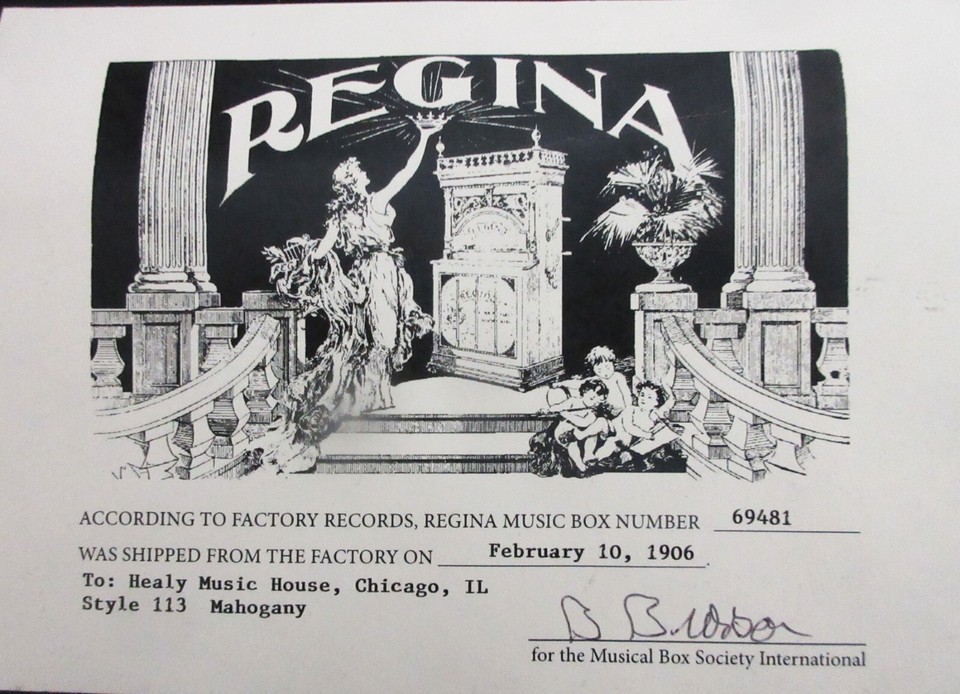 REGINA
REGINA
ACCORDING TO FACTORY RECORDS, REGINA MUSIC BOX NUMBER 69481
WAS SHIPPED FROM THE FACTORY ON February 10, 1906.
To: Healy Music House, Chicago, IL
Style 113 Mahogany
for the Musical Box Society International